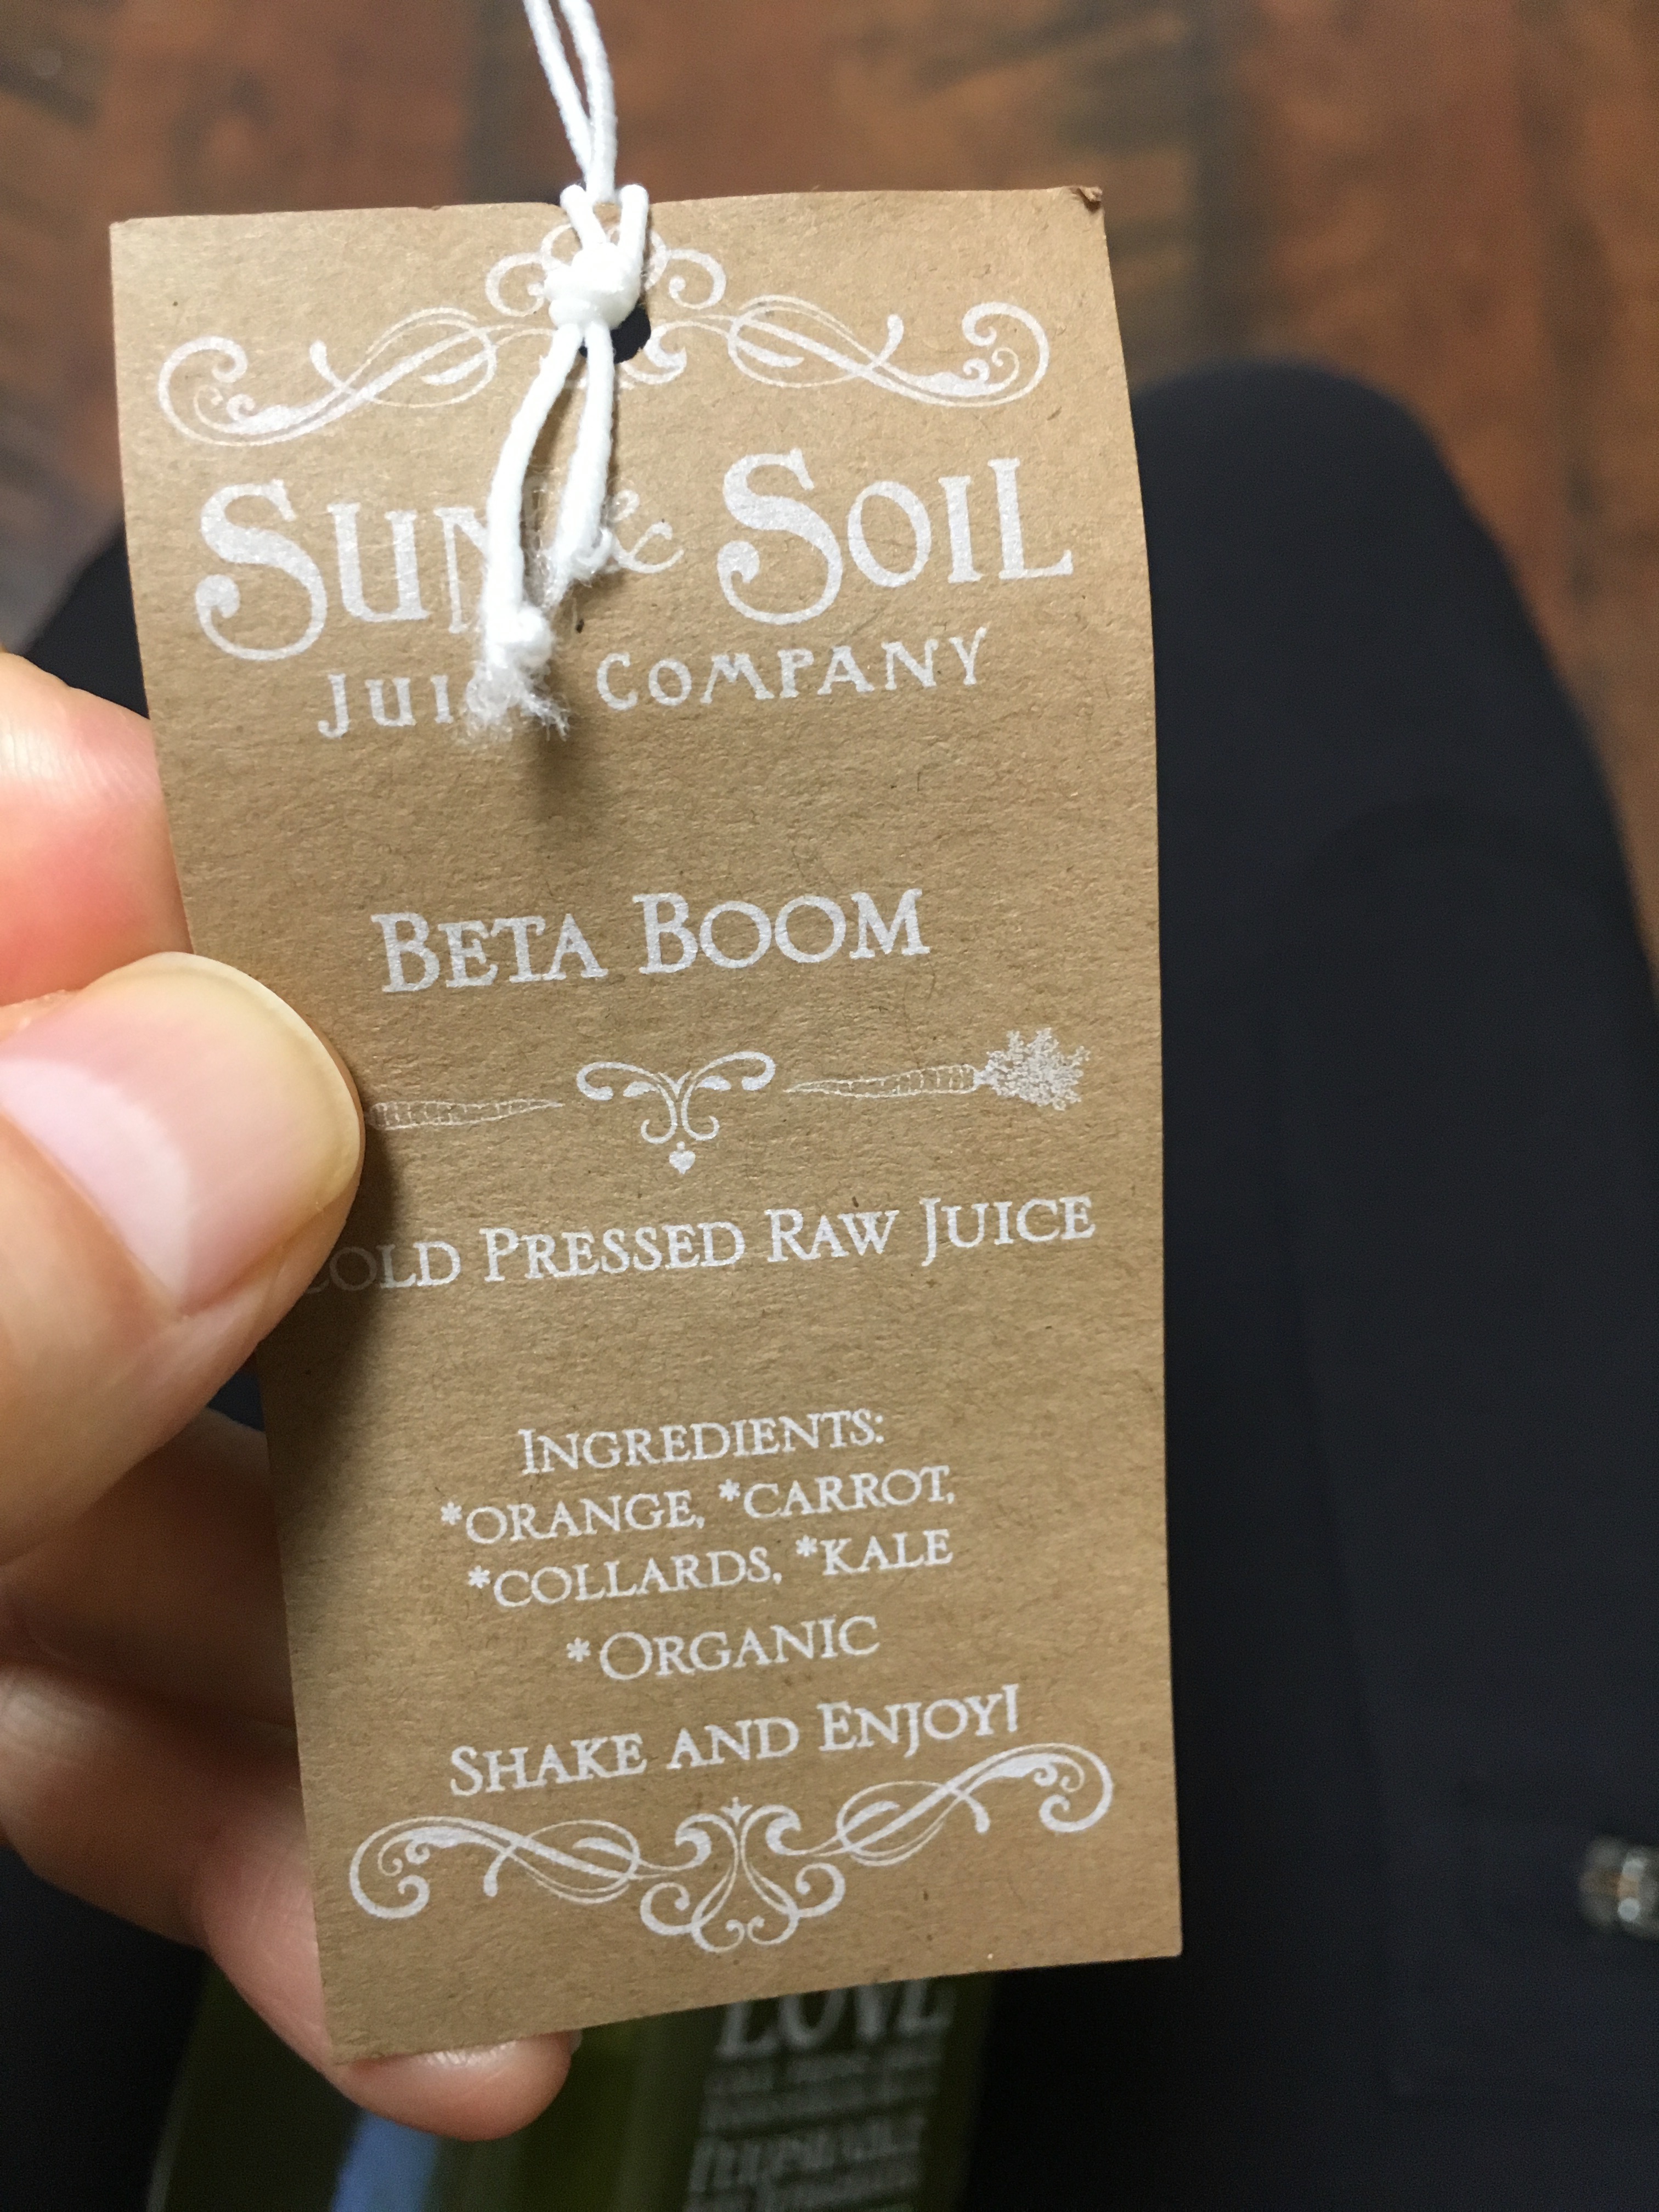 SUN & SOIL
JUICE COMPANY
BETA BOOM
COLD PRESSED RAW JUICE
INGREDIENTS:
*ORANGE, *CARROT,
*COLLARDS, *KALE
*ORGANIC
SHAKE AND ENJOY!
LOVE